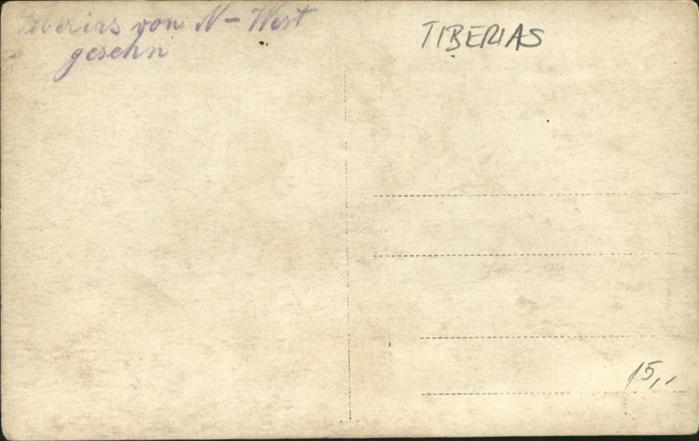 Tiberias von N-West
gesehn
TIBERIAS
15,,